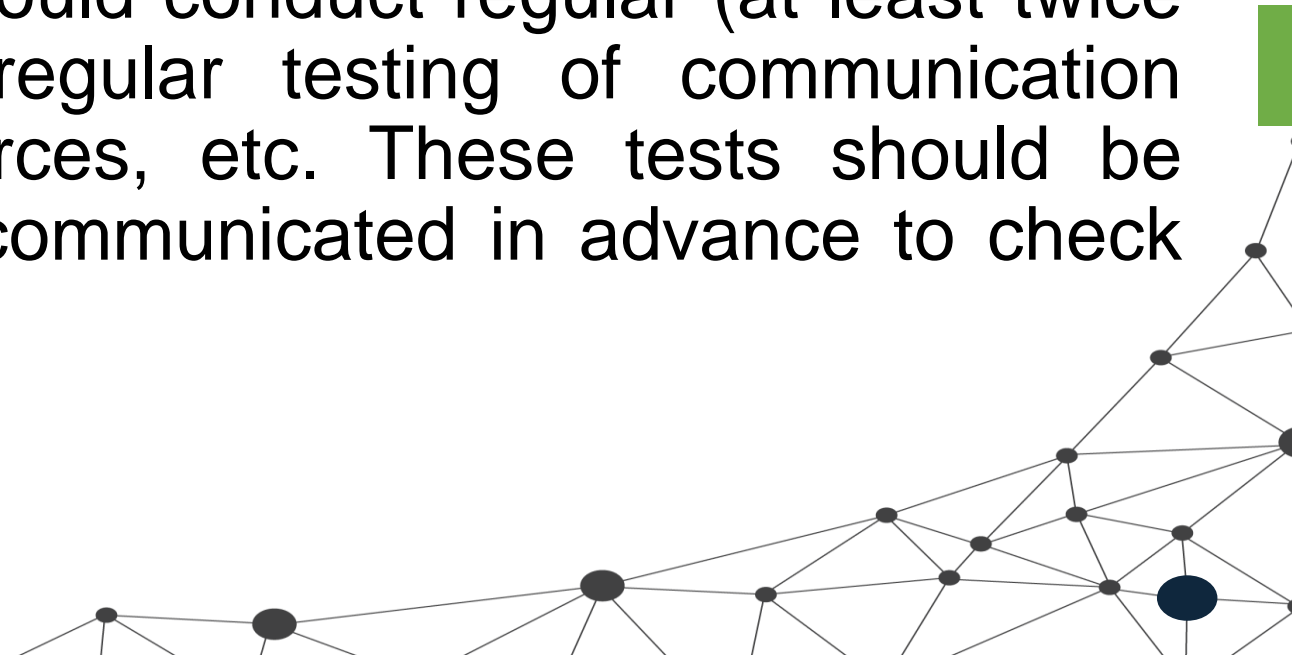 ould conduct regular (at least twice
regular testing of communication
rces, etc. These tests should be
communicated in advance to check